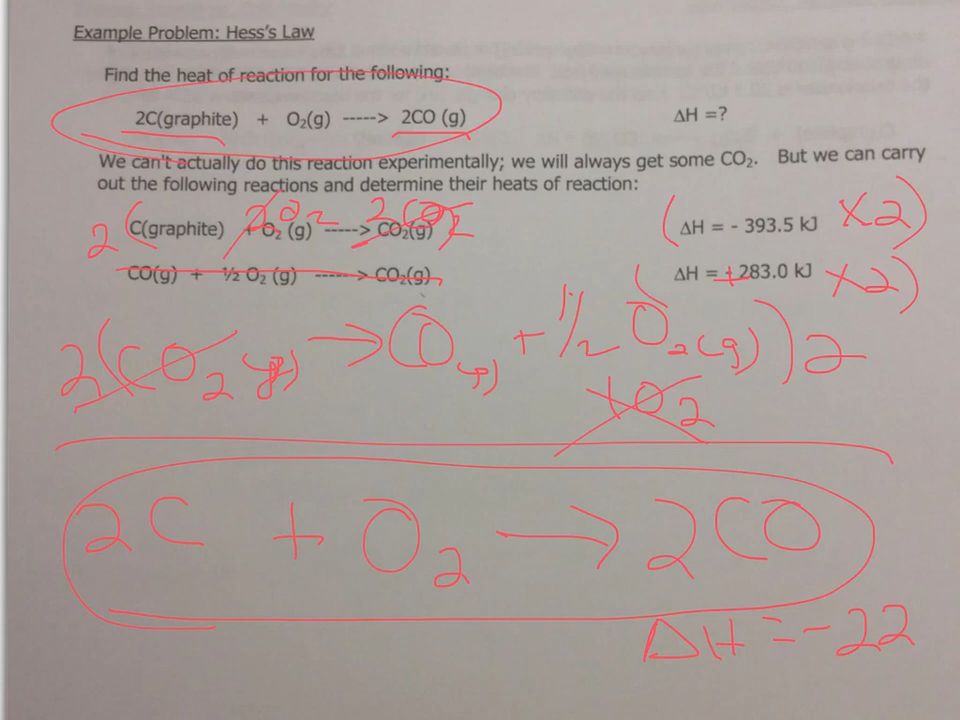 Example Problem: Hess's Law
Find the heat of reaction for the following:
2C(graphite) + O₂(g) -----> 2CO (g) ΔH =?
We can't actually do this reaction experimentally; we will always get some CO₂. But we can carry
out the following reactions and determine their heats of reaction:
2 ( C(graphite) + O₂ (g) -----> CO₂(g) ( ΔH = - 393.5 kJ X2)
2O₂ 2CO₂
CO(g) + ½ O₂ (g) -----> CO₂(g) ( ΔH = + 283.0 kJ X2)
2(CO₂ (g) → CO(g) + 1/2 O₂(g))2
+O₂
2C + O₂ → 2CO
ΔH = -22